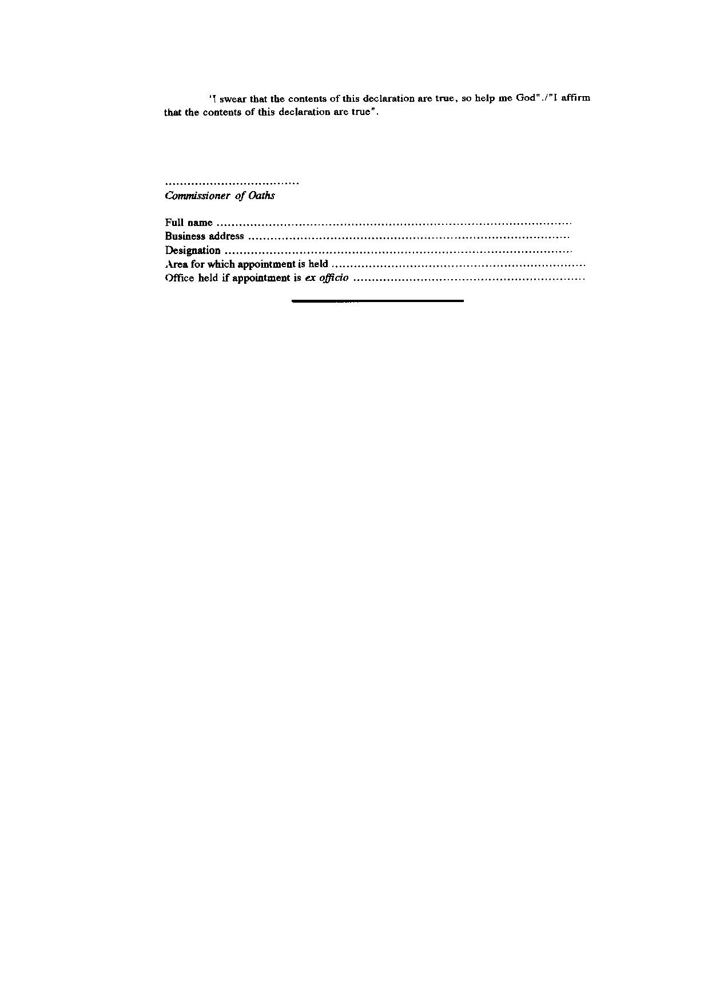 "I swear that the contents of this declaration are true, so help me God"./"I affirm
that the contents of this declaration are true".
....................................
Commissioner of Oaths
Full name ................................................................................................
Business address .......................................................................................
Designation ..............................................................................................
Area for which appointment is held ....................................................................
Office held if appointment is ex officio ..............................................................